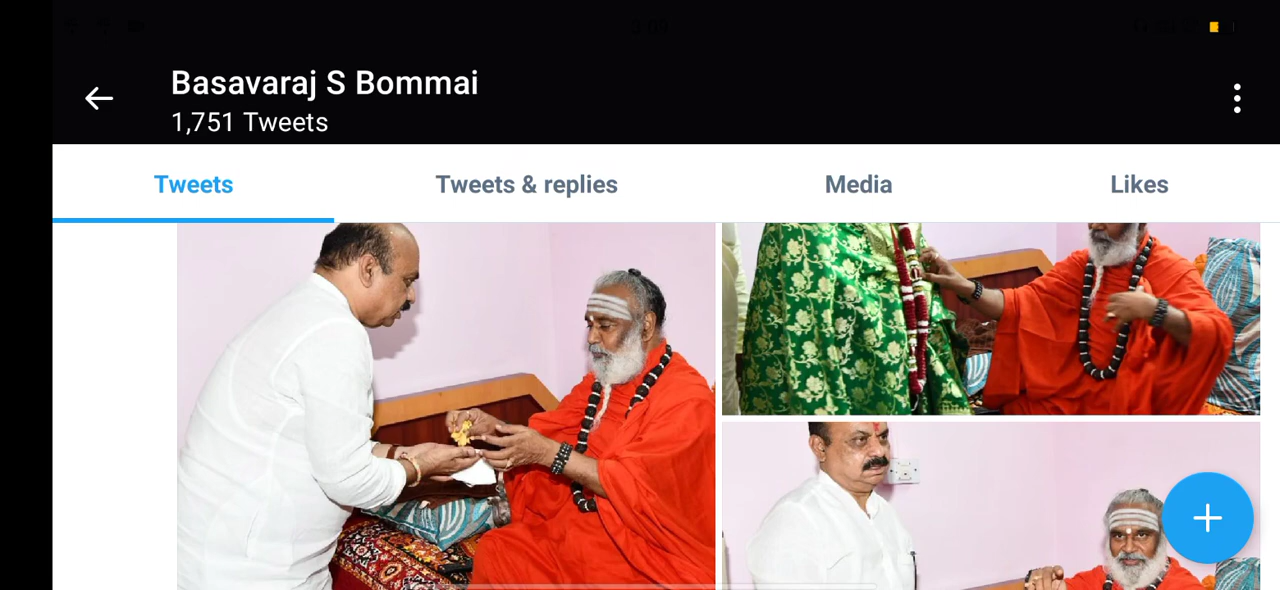 Basavaraj S Bommai
1,751 Tweets
Tweets
Tweets & replies
Media
Likes